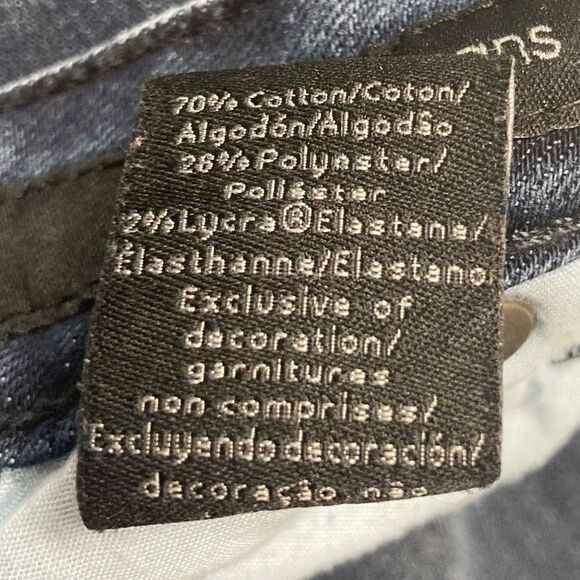 70% Cotton/Coton/
Algodón/Algodão
28% Polynster/
Poliéster
2% Lycra® Elastane/
Élasthanne/Elastano
Exclusive of
decoration/
garnitures
non comprises/
Excluyendo decoración/
decoração não